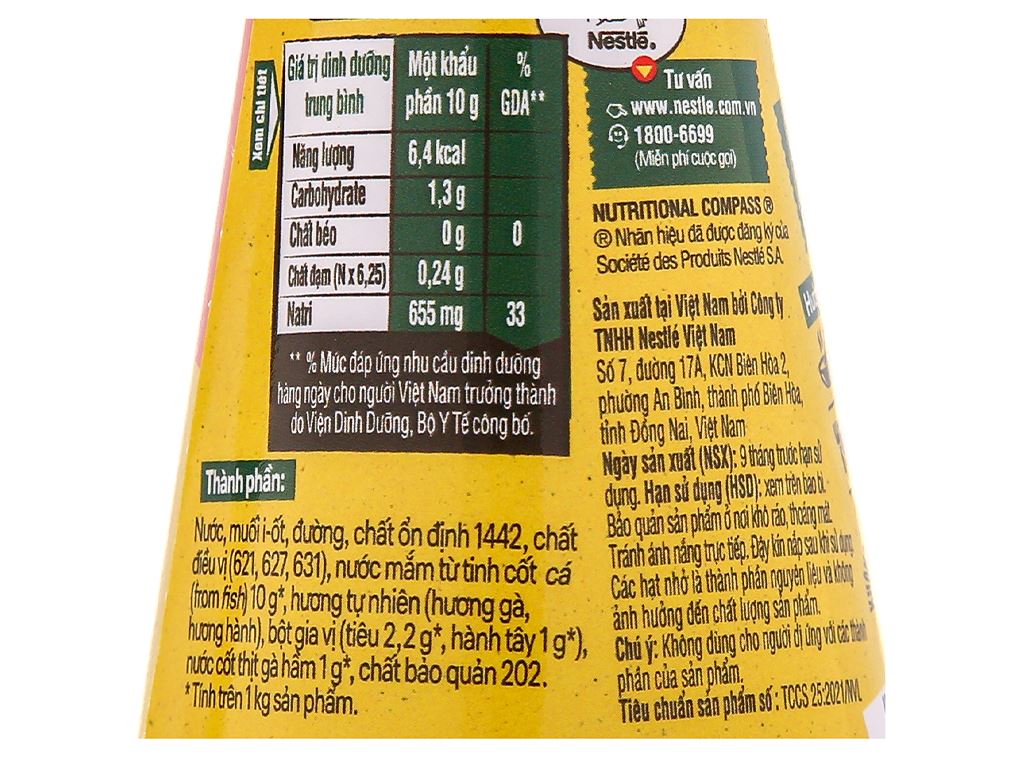 Nestlé.
Xem chi tiết
Giá trị dinh dưỡng trung bình Một khẩu phần 10 g % GDA**
Năng lượng 6,4 kcal
Carbohydrate 1,3 g
Chất béo 0 g 0
Chất đạm (N x 6,25) 0,24 g
Natri 655 mg 33
** % Mức đáp ứng nhu cầu dinh dưỡng
hàng ngày cho người Việt Nam trưởng thành
do Viện Dinh Dưỡng, Bộ Y Tế công bố.
Thành phần:
Nước, muối i-ốt, đường, chất ổn định 1442, chất
điều vị (621, 627, 631), nước mắm từ tinh cốt cá
(from fish) 10 g*, hương tự nhiên (hương gà,
hương hành), bột gia vị (tiêu 2,2 g*, hành tây 1 g*),
nước cốt thịt gà hầm 1 g*, chất bảo quản 202.
*Tính trên 1 kg sản phẩm.
Tư vấn
www.nestle.com.vn
1800-6699
(Miễn phí cuộc gọi)
NUTRITIONAL COMPASS ®
® Nhãn hiệu đã được đăng ký của
Société des Produits Nestlé S.A.
Sản xuất tại Việt Nam bởi Công ty
TNHH Nestlé Việt Nam
Số 7, đường 17A, KCN Biên Hòa 2,
phường An Bình, thành phố Biên Hòa,
tỉnh Đồng Nai, Việt Nam
Ngày sản xuất (NSX): 9 tháng trước hạn sử
dụng. Hạn sử dụng (HSD): xem trên bao bì.
Bảo quản sản phẩm ở nơi khô ráo, thoáng mát.
Tránh ánh nắng trực tiếp. Đậy kín nắp sau khi sử dụng.
Các hạt nhỏ là thành phần nguyên liệu và không
ảnh hưởng đến chất lượng sản phẩm.
Chú ý: Không dùng cho người dị ứng với các thành
phần của sản phẩm.
Tiêu chuẩn sản phẩm số : TCCS 25:2021/NVL